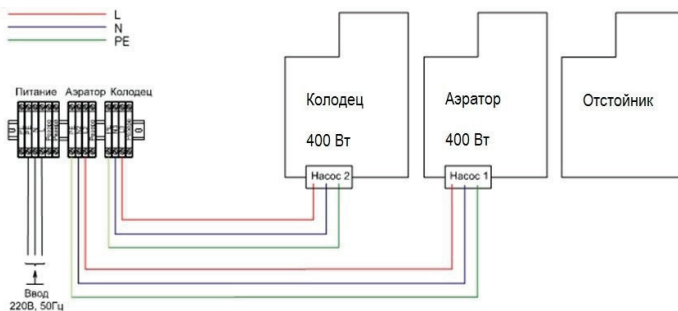 L
N
PE
Питание Аэратор Колодец
Колодец
400 Вт
Аэратор
400 Вт
Отстойник
Насос 2
Насос 1
Ввод
220В, 50Гц